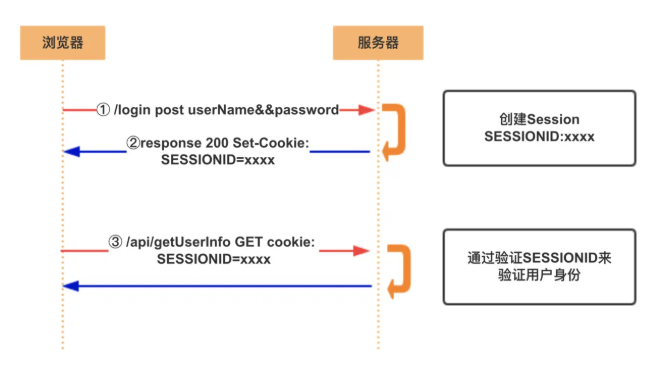 浏览器
服务器
① /login post userName&&password
创建Session
SESSIONID:xxxx
②response 200 Set-Cookie:
SESSIONID=xxxx
③ /api/getUserInfo GET cookie:
SESSIONID=xxxx
通过验证SESSIONID来
验证用户身份